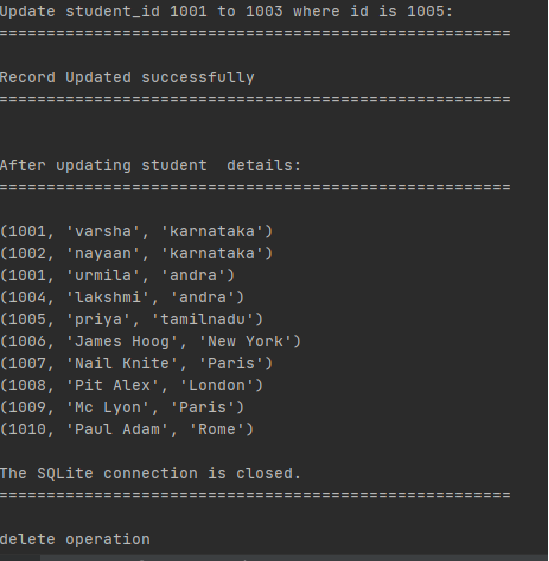 Update student_id 1001 to 1003 where id is 1005:
=======================================================
Record Updated successfully
=======================================================
After updating student  details:
=======================================================
(1001, 'varsha', 'karnataka')
(1002, 'nayaan', 'karnataka')
(1001, 'urmila', 'andra')
(1004, 'lakshmi', 'andra')
(1005, 'priya', 'tamilnadu')
(1006, 'James Hoog', 'New York')
(1007, 'Nail Knite', 'Paris')
(1008, 'Pit Alex', 'London')
(1009, 'Mc Lyon', 'Paris')
(1010, 'Paul Adam', 'Rome')
The SQLite connection is closed.
=======================================================
delete operation